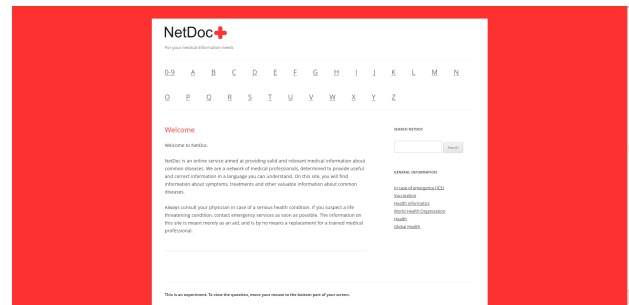 NetDoc
For your medical information needs
0-9 A B C D E F G H I J K L M N
O P Q R S T U V W X Y Z
Welcome
Welcome to NetDoc.
NetDoc is an online service aimed at providing valid and relevant medical information about
common diseases. We are a network of medical professionals, determined to provide useful
and correct information in a language you can understand. On this site, you will find
information about symptoms, treatments and other valuable information about common
diseases.
Always consult your physician in case of a serious health condition. If you suspect a life
threatening condition, contact emergency services as soon as possible. The information on
this site is meant merely as an aid, and is by no means a replacement for a trained medical
professional.
SEARCH NETDOC
Search
GENERAL INFORMATION
In case of emergency (ICE)
Vaccination
Health informatics
World Health Organisation
Health
Global Health
This is an experiment. To view the question, move your mouse to the bottom part of your screen.